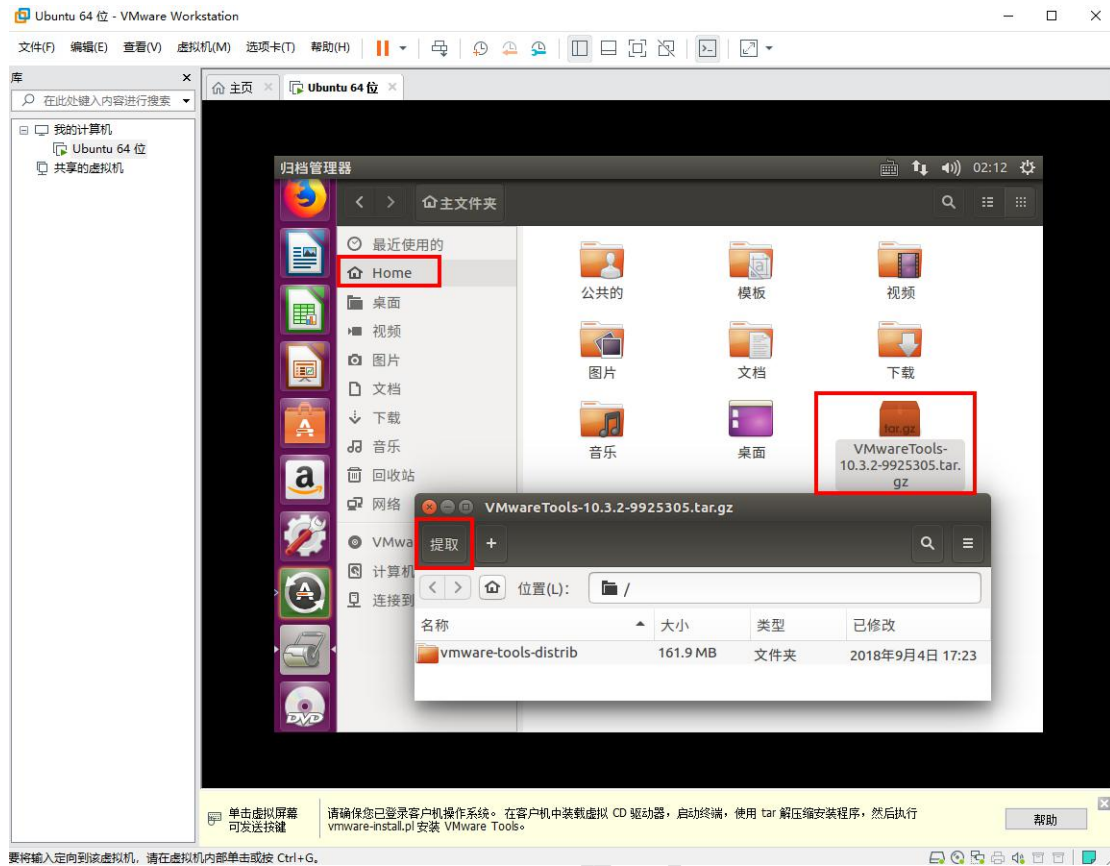 Ubuntu 64 位 - VMware Workstation
文件(F) 编辑(E) 查看(V) 虚拟机(M) 选项卡(T) 帮助(H)
库
在此处键入内容进行搜索
我的计算机
Ubuntu 64 位
共享的虚拟机
主页
Ubuntu 64 位
归档管理器
02:12
主文件夹
最近使用的
Home
桌面
视频
图片
文档
下载
音乐
回收站
网络
VMwa
计算机
连接到
公共的
模板
视频
图片
文档
下载
音乐
桌面
tar.gz
VMwareTools-
10.3.2-9925305.tar.
gz
VMwareTools-10.3.2-9925305.tar.gz
提取
+
位置(L):
/
名称 大小 类型 已修改
vmware-tools-distrib 161.9 MB 文件夹 2018年9月4日 17:23
DVD
单击虚拟屏幕
可发送按键
请确保您已登录客户机操作系统。在客户机中装载虚拟 CD 驱动器，启动终端，使用 tar 解压缩安装程序，然后执行
vmware-install.pl 安装 VMware Tools。
帮助
要将输入定向到该虚拟机，请在虚拟机内部单击或按 Ctrl+G。